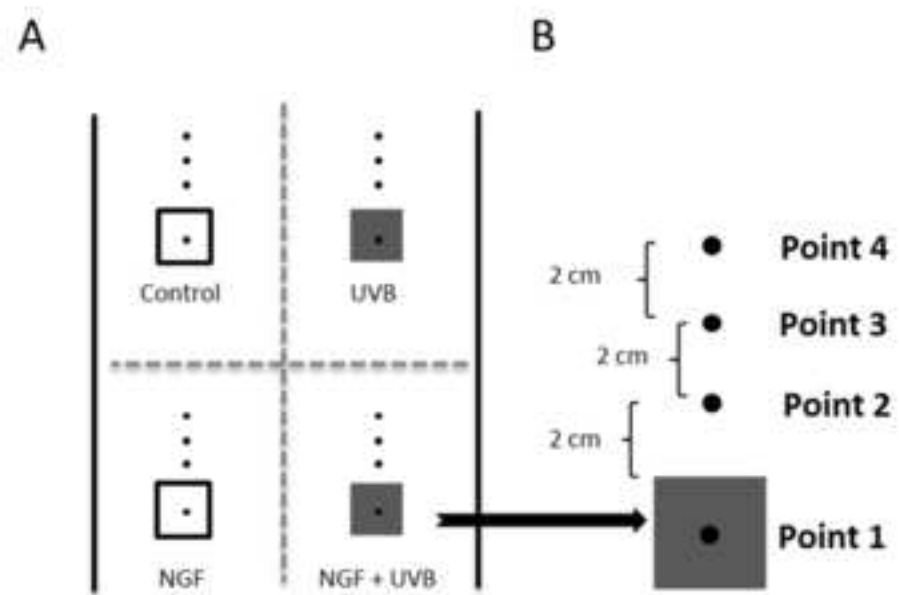 A
B
Control
UVB
NGF
NGF + UVB
2 cm
Point 4
Point 3
2 cm
Point 2
2 cm
Point 1